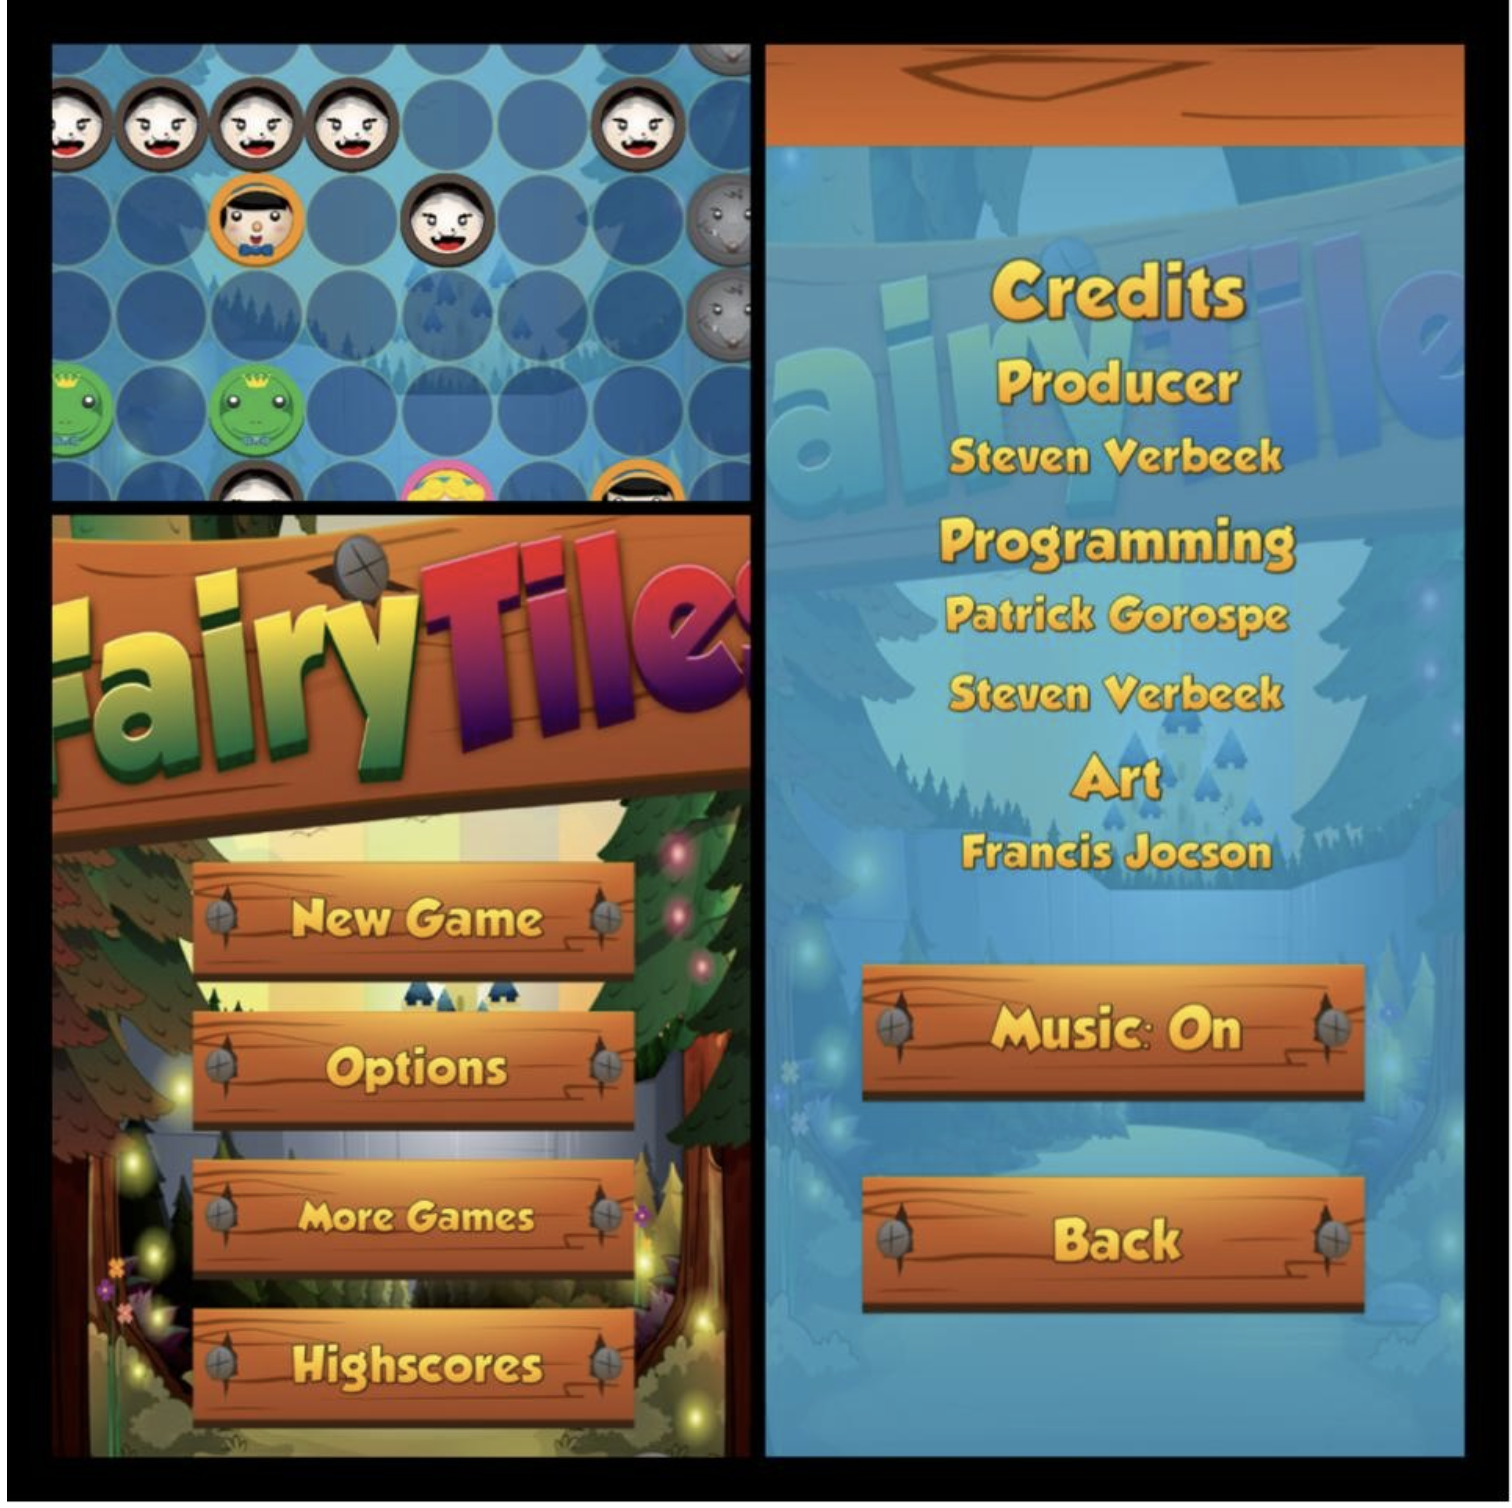 FairyTiles
New Game
Options
More Games
Highscores
airyTile
Credits
Producer
Steven Verbeek
Programming
Patrick Gorospe
Steven Verbeek
Art
Francis Jocson
Music: On
Back